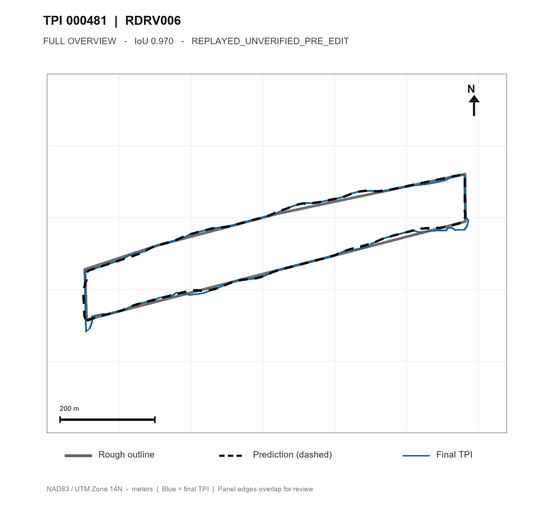 TPI 000481 | RDRV006
FULL OVERVIEW - IoU 0.970 - REPLAYED_UNVERIFIED_PRE_EDIT
N
200 m
Rough outline Prediction (dashed) Final TPI
NAD83 / UTM Zone 14N - meters | Blue = final TPI | Panel edges overlap for review